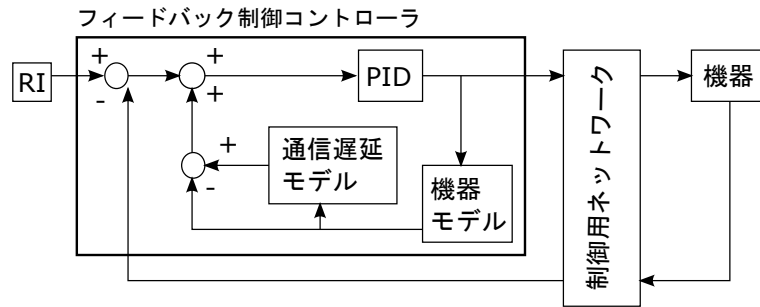 フィードバック制御コントローラ
+
-
RI
+
+
PID
機器
制御用ネットワーク
+
-
通信遅延
モデル
機器
モデル